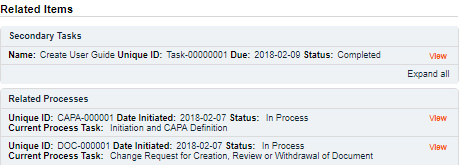 Related Items
Secondary Tasks
Name: Create User Guide Unique ID: Task-00000001 Due: 2018-02-09 Status: Completed View
Expand all
Related Processes
Unique ID: CAPA-000001 Date Initiated: 2018-02-07 Status: In Process View
Current Process Task: Initiation and CAPA Definition
Unique ID: DOC-000001 Date Initiated: 2018-02-07 Status: In Process View
Current Process Task: Change Request for Creation, Review or Withdrawal of Document